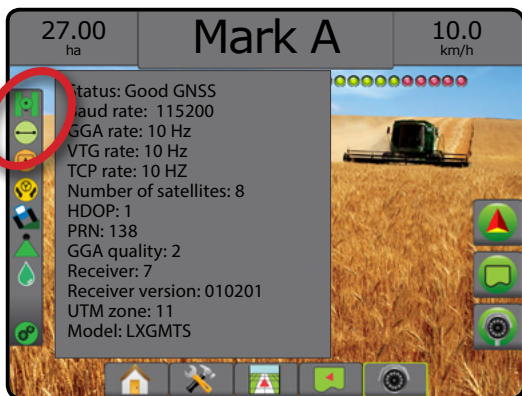 27.00
ha
Mark A
10.0
km/h
Status: Good GNSS
Baud rate: 115200
GGA rate: 10 Hz
VTG rate: 10 Hz
TCP rate: 10 HZ
Number of satellites: 8
HDOP: 1
PRN: 138
GGA quality: 2
Receiver: 7
Receiver version: 010201
UTM zone: 11
Model: LXGMTS